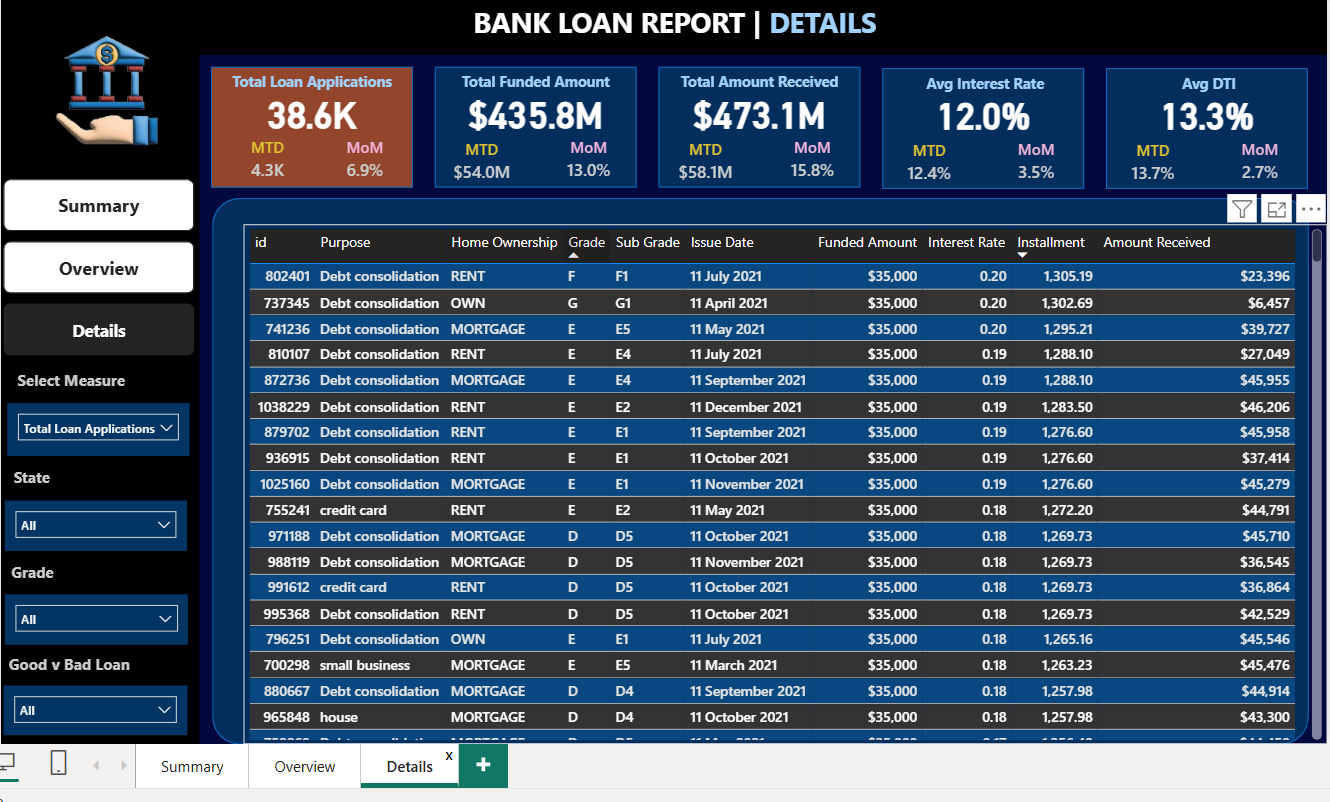 BANK LOAN REPORT | DETAILS
Total Loan Applications
38.6K
MTD MoM
4.3K 6.9%
Total Funded Amount
$435.8M
MTD MoM
$54.0M 13.0%
Total Amount Received
$473.1M
MTD MoM
$58.1M 15.8%
Avg Interest Rate
12.0%
MTD MoM
12.4% 3.5%
Avg DTI
13.3%
MTD MoM
13.7% 2.7%
Summary
Overview
Details
Select Measure
Total Loan Applications
State
All
Grade
All
Good v Bad Loan
All
id Purpose Home Ownership Grade Sub Grade Issue Date Funded Amount Interest Rate Installment Amount Received
802401 Debt consolidation RENT F F1 11 July 2021 $35,000 0.20 1,305.19 $23,396
737345 Debt consolidation OWN G G1 11 April 2021 $35,000 0.20 1,302.69 $6,457
741236 Debt consolidation MORTGAGE E E5 11 May 2021 $35,000 0.20 1,295.21 $39,727
810107 Debt consolidation RENT E E4 11 July 2021 $35,000 0.19 1,288.10 $27,049
872736 Debt consolidation MORTGAGE E E4 11 September 2021 $35,000 0.19 1,288.10 $45,955
1038229 Debt consolidation RENT E E2 11 December 2021 $35,000 0.19 1,283.50 $46,206
879702 Debt consolidation RENT E E1 11 September 2021 $35,000 0.19 1,276.60 $45,958
936915 Debt consolidation RENT E E1 11 October 2021 $35,000 0.19 1,276.60 $37,414
1025160 Debt consolidation MORTGAGE E E1 11 November 2021 $35,000 0.19 1,276.60 $45,279
755241 credit card RENT E E2 11 May 2021 $35,000 0.18 1,272.20 $44,791
971188 Debt consolidation MORTGAGE D D5 11 October 2021 $35,000 0.18 1,269.73 $45,710
988119 Debt consolidation MORTGAGE D D5 11 November 2021 $35,000 0.18 1,269.73 $36,545
991612 credit card RENT D D5 11 October 2021 $35,000 0.18 1,269.73 $36,864
995368 Debt consolidation RENT D D5 11 October 2021 $35,000 0.18 1,269.73 $42,529
796251 Debt consolidation OWN E E1 11 July 2021 $35,000 0.18 1,265.16 $45,546
700298 small business MORTGAGE E E5 11 March 2021 $35,000 0.18 1,263.23 $45,476
880667 Debt consolidation MORTGAGE D D4 11 September 2021 $35,000 0.18 1,257.98 $44,914
965848 house MORTGAGE D D4 11 October 2021 $35,000 0.18 1,257.98 $43,300
Summary Overview Details x +